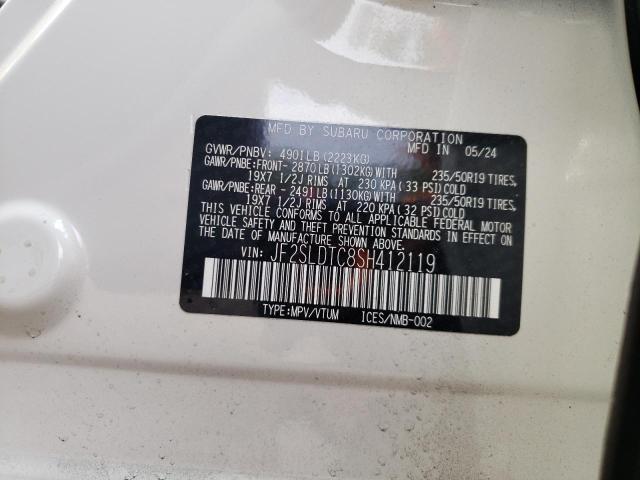 MFD BY SUBARU CORPORATION
MFD IN 05/24
GVWR/PNBV: 4901LB(2223KG)
GAWR/PNBE:FRONT- 2870LB(1302KG)WITH 235/50R19 TIRES,
19X7 1/2J RIMS AT 230 KPA( 33 PSI)COLD
GAWR/PNBE:REAR - 2491LB(1130KG)WITH 235/50R19 TIRES,
19X7 1/2J RIMS AT 220 KPA( 32 PSI)COLD
THIS VEHICLE CONFORMS TO ALL APPLICABLE FEDERAL MOTOR
VEHICLE SAFETY AND THEFT PREVENTION STANDARDS IN EFFECT ON
THE DATE OF MANUFACTURE SHOWN ABOVE.
VIN: JF2SLDTC8SH412119
TYPE:MPV/VTUM ICES/NMB-002